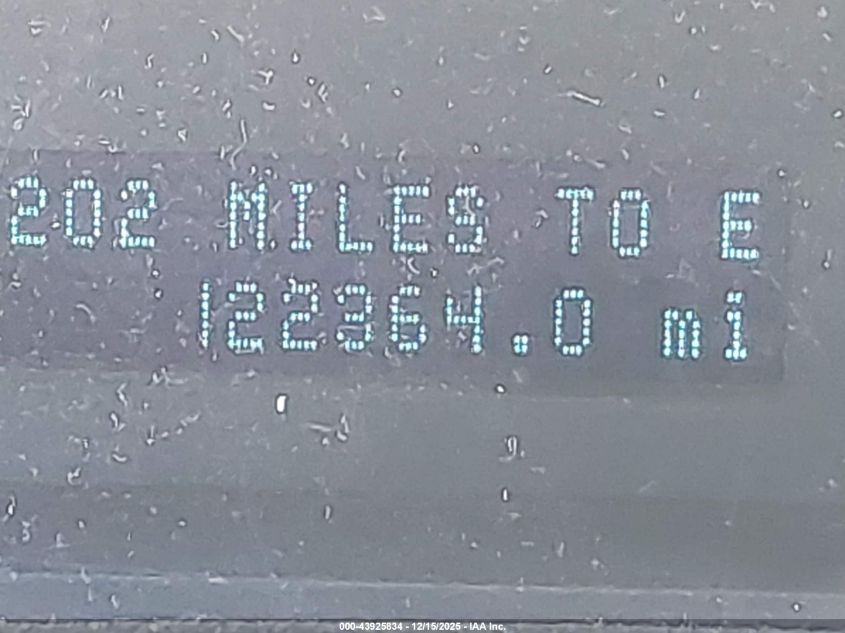 202 MILES TO E
122364.0 mi
000-43925834 - 12/15/2025 - IAA Inc.